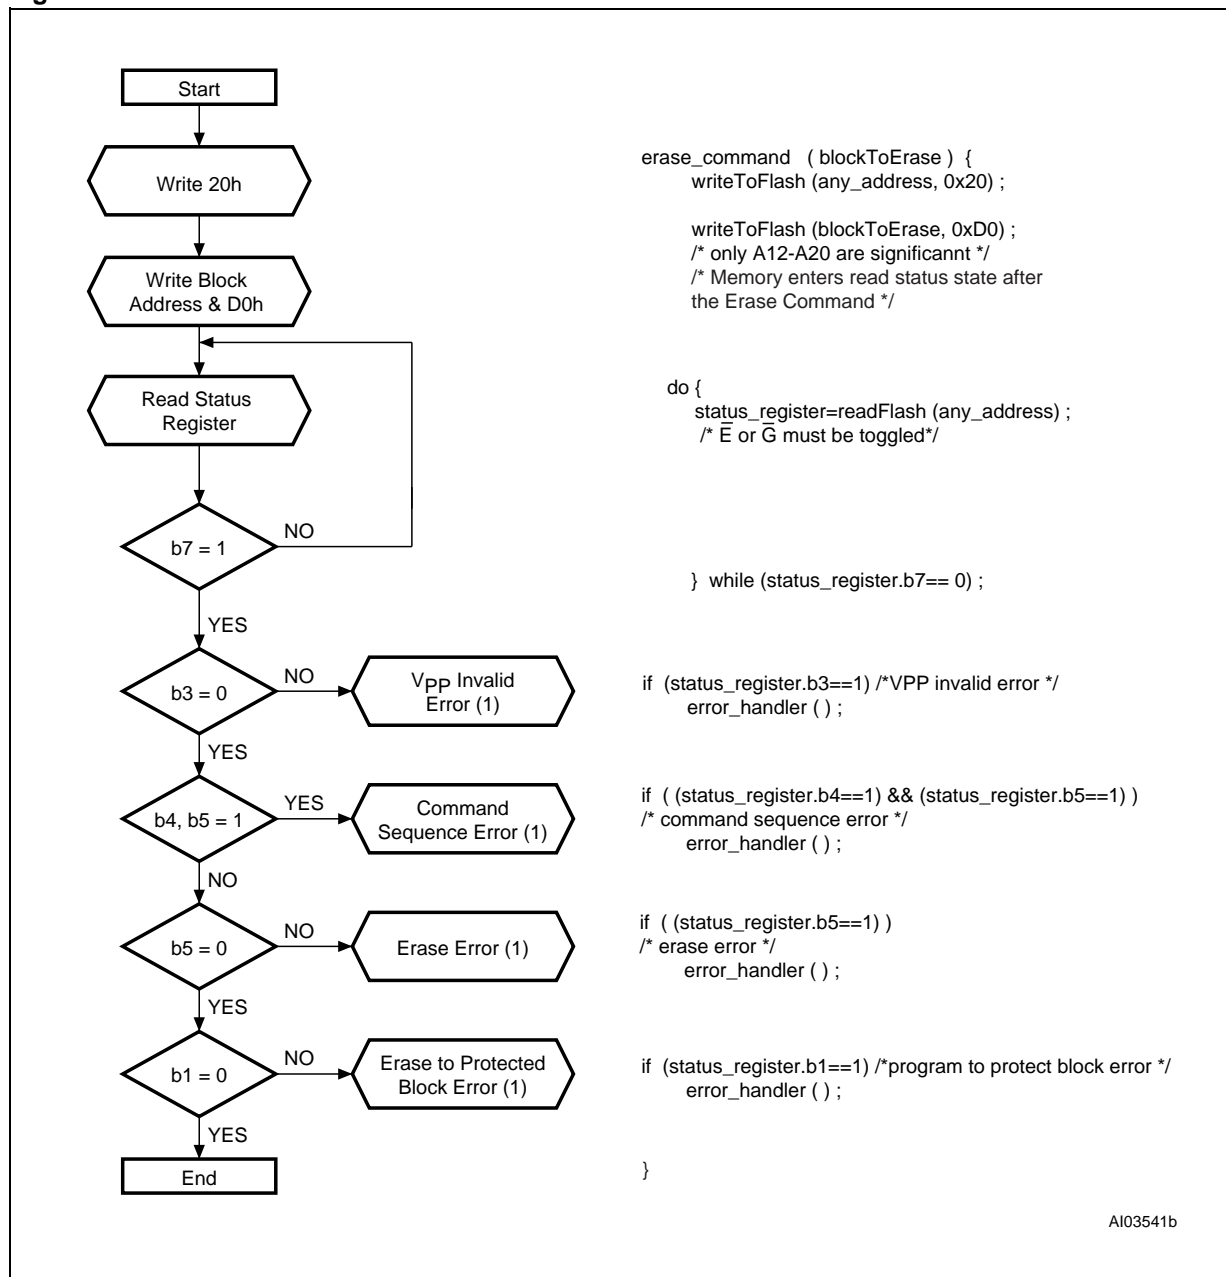 Start
Write 20h
Write Block
Address & D0h
Read Status
Register
b7 = 1
NO
YES
b3 = 0
NO
VPP Invalid
Error (1)
YES
b4, b5 = 1
YES
Command
Sequence Error (1)
NO
b5 = 0
NO
Erase Error (1)
YES
b1 = 0
NO
Erase to Protected
Block Error (1)
YES
End
erase_command ( blockToErase ) {
writeToFlash (any_address, 0x20) ;
writeToFlash (blockToErase, 0xD0) ;
/* only A12-A20 are significannt */
/* Memory enters read status state after
the Erase Command */
do {
status_register=readFlash (any_address) ;
/* E̅ or G̅ must be toggled*/
} while (status_register.b7== 0) ;
if (status_register.b3==1) /*VPP invalid error */
error_handler ( ) ;
if ( (status_register.b4==1) && (status_register.b5==1) )
/* command sequence error */
error_handler ( ) ;
if ( (status_register.b5==1) )
/* erase error */
error_handler ( ) ;
if (status_register.b1==1) /*program to protect block error */
error_handler ( ) ;
}
AI03541b